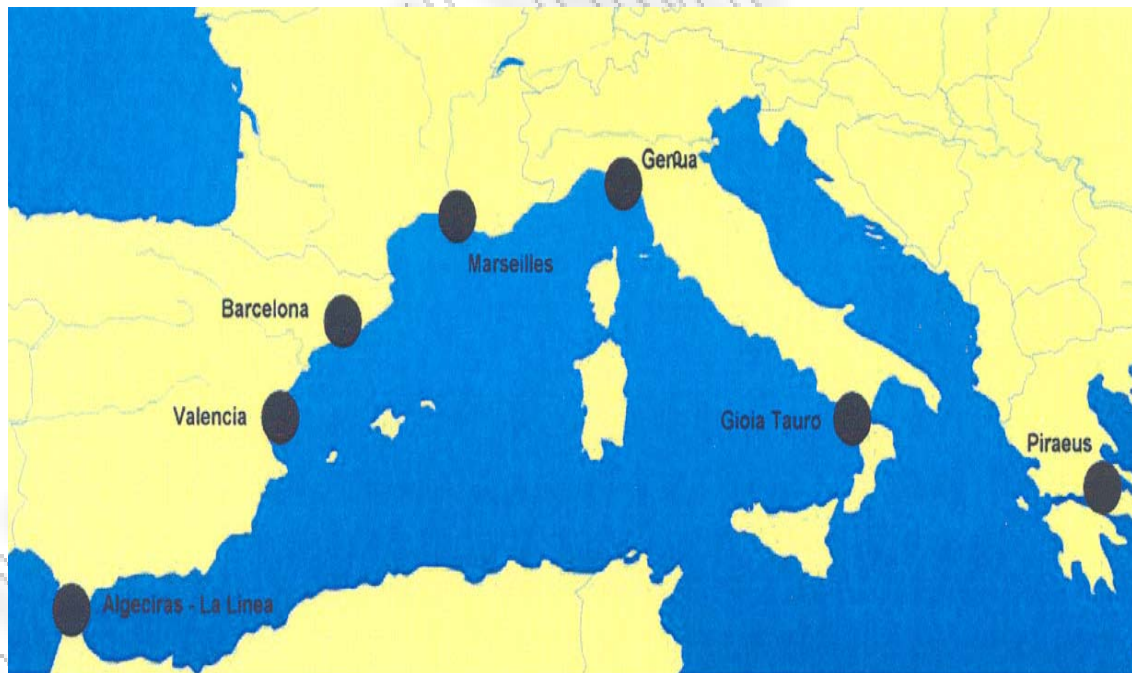 Genua
Marseilles
Barcelona
Valencia
Gioia Tauro
Piraeus
Algeciras - La Linea